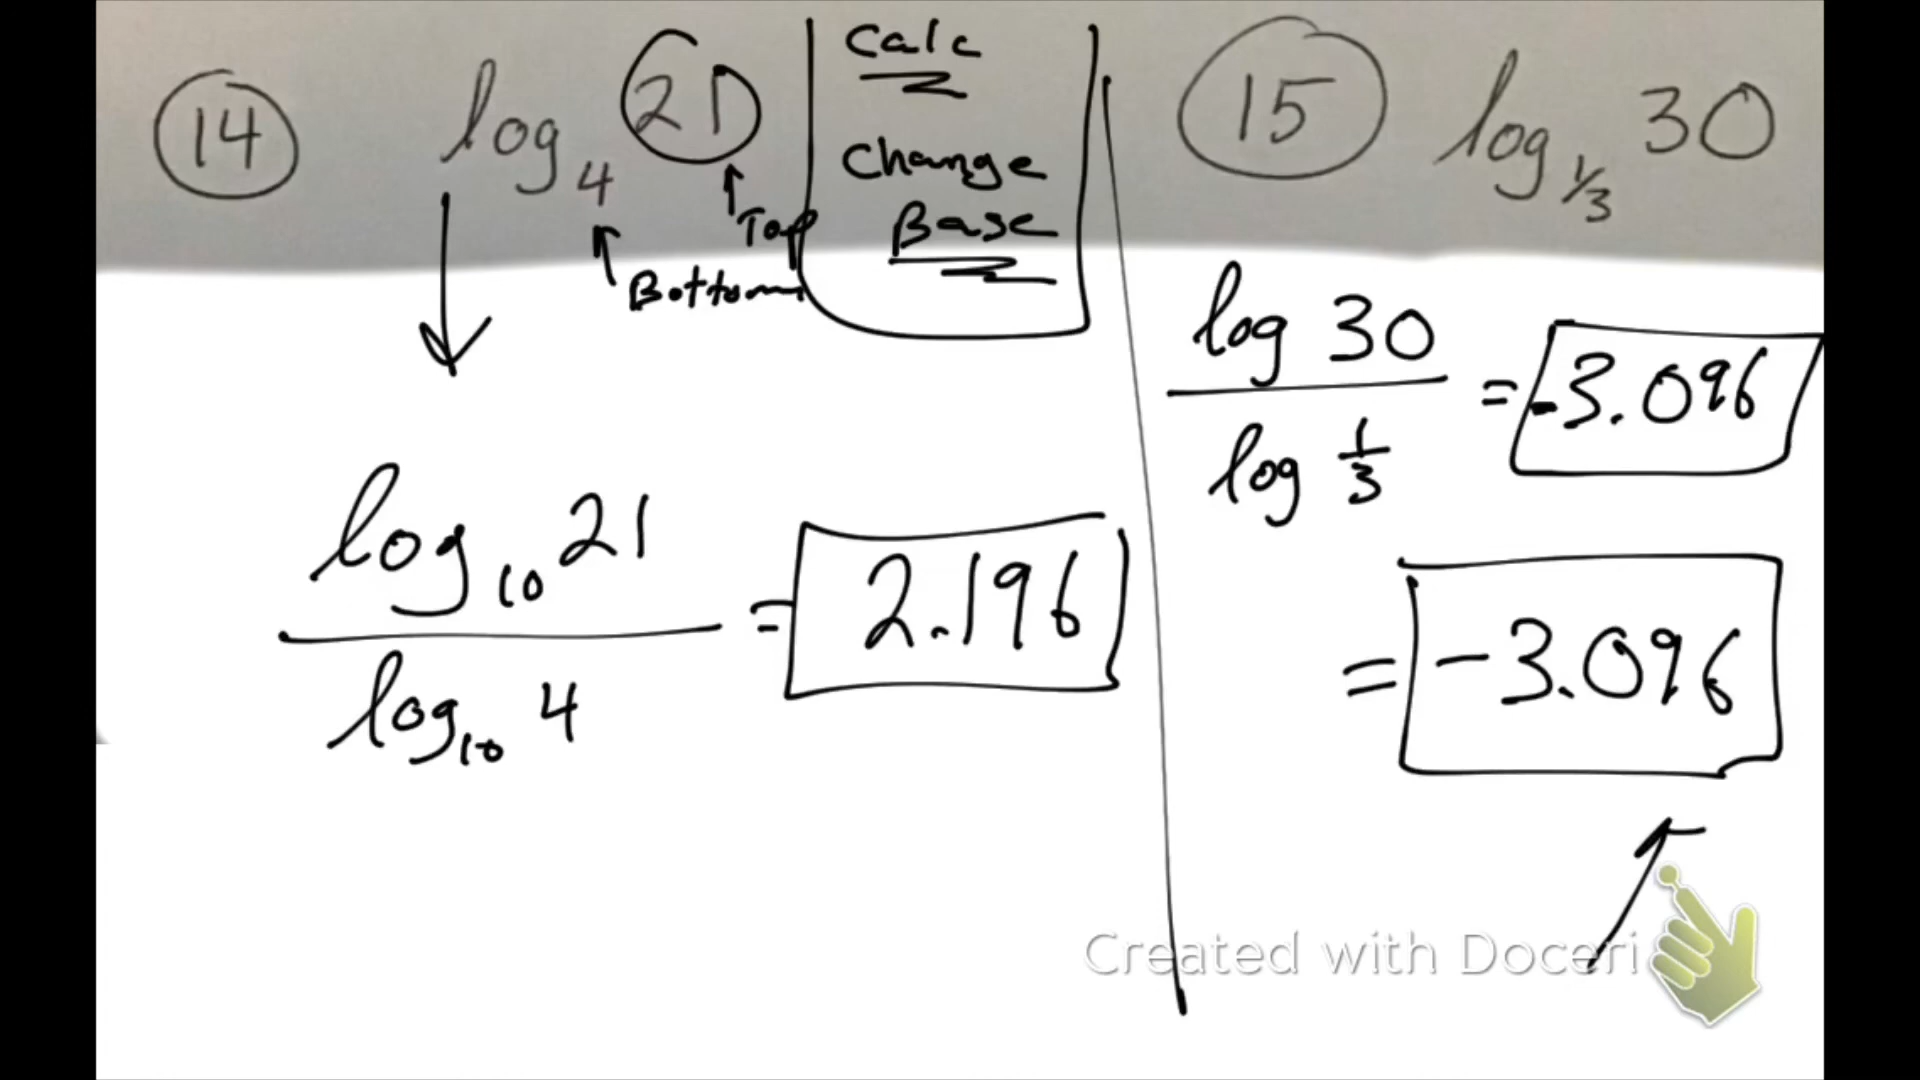 14 log₄ 21
Top
Bottom
Calc
Change
Base
log₁₀ 21
log₁₀ 4
= 2.196
15 log₁/₃ 30
log 30
log 1/3
= -3.096
= -3.096
Created with Doceri